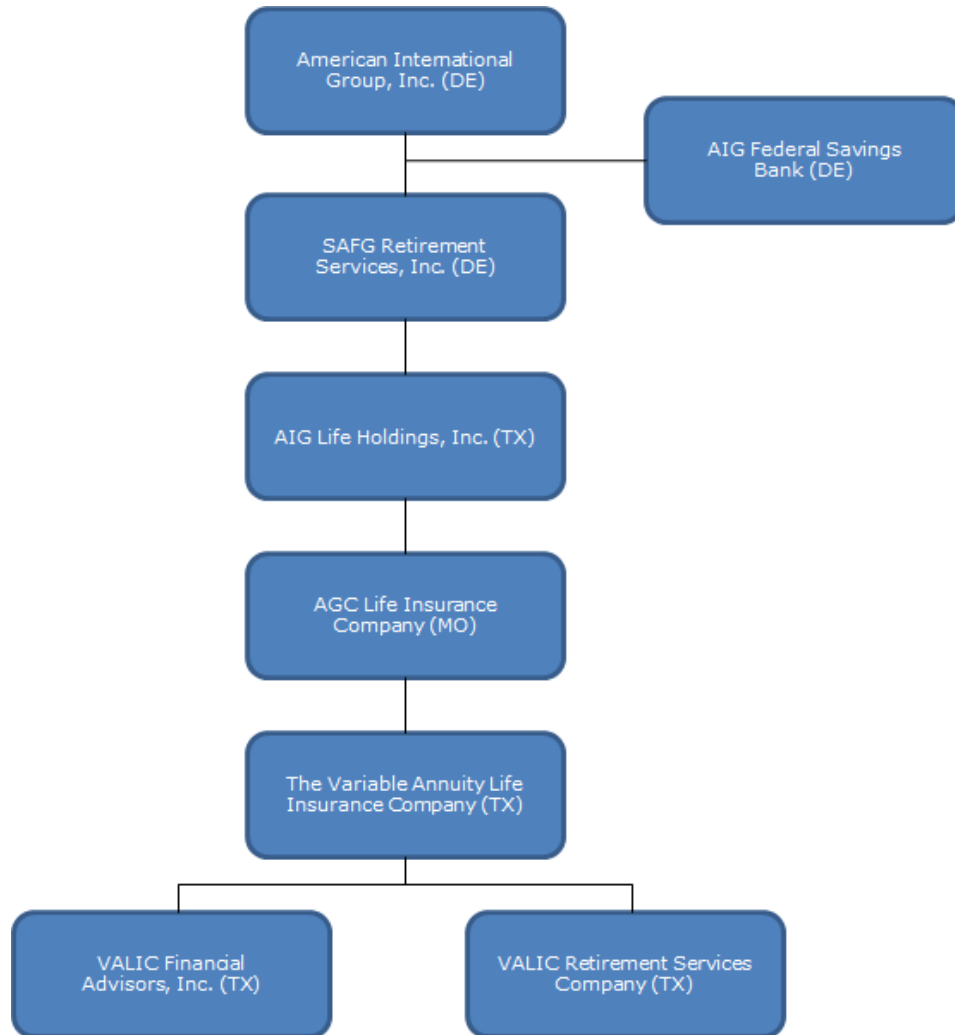 American International
Group, Inc. (DE)
AIG Federal Savings
Bank (DE)
SAFG Retirement
Services, Inc. (DE)
AIG Life Holdings, Inc. (TX)
AGC Life Insurance
Company (MO)
The Variable Annuity Life
Insurance Company (TX)
VALIC Financial
Advisors, Inc. (TX)
VALIC Retirement Services
Company (TX)